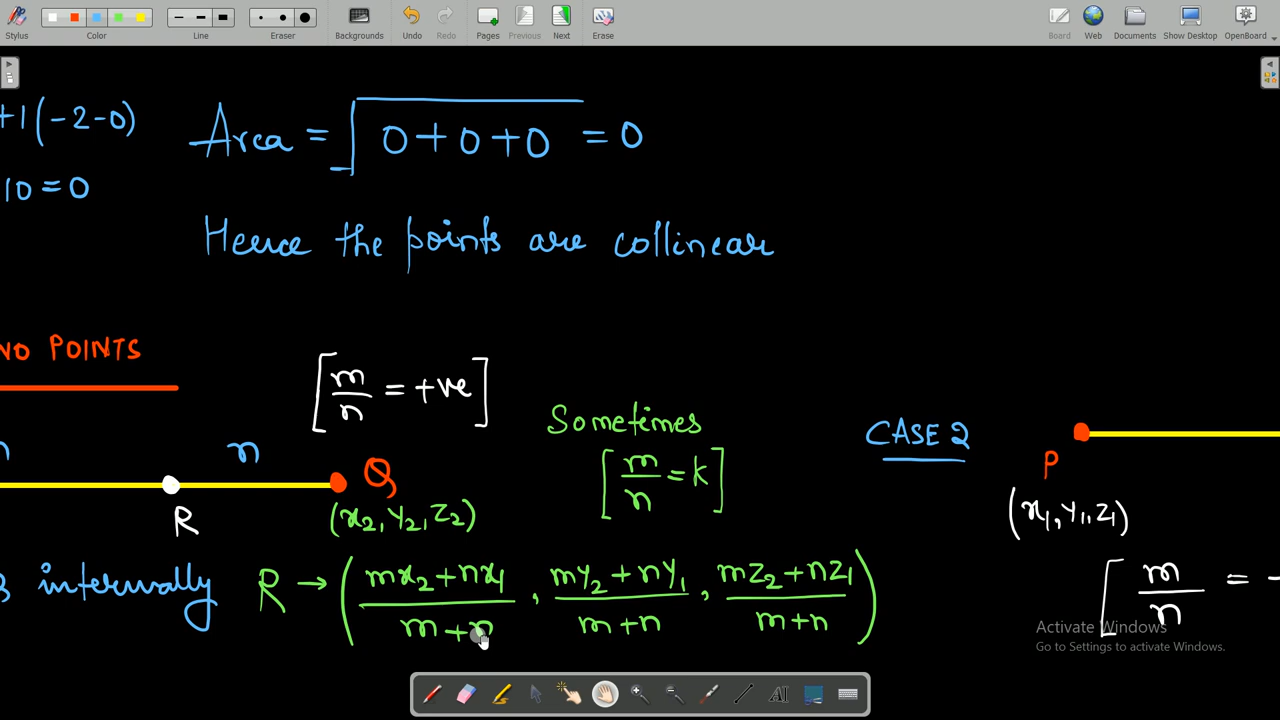 Stylus Color Line Eraser Backgrounds Undo Redo Pages Previous Next Erase Board Web Documents Show Desktop OpenBoard
+1(-2-0)
Area = √0+0+0 = 0
10=0
Hence the points are collinear
NO POINTS
[m/n = +ve]
Sometimes
[m/n = k]
CASE 2
n
Q
P
R
(x₂, y₂, z₂)
(x₁, y₁, z₁)
internally R → (mx₂+nx₁/m+n, my₂+ny₁/m+n, mz₂+nz₁/m+n)
[m/n = -
Activate Windows
Go to Settings to activate Windows.
AI